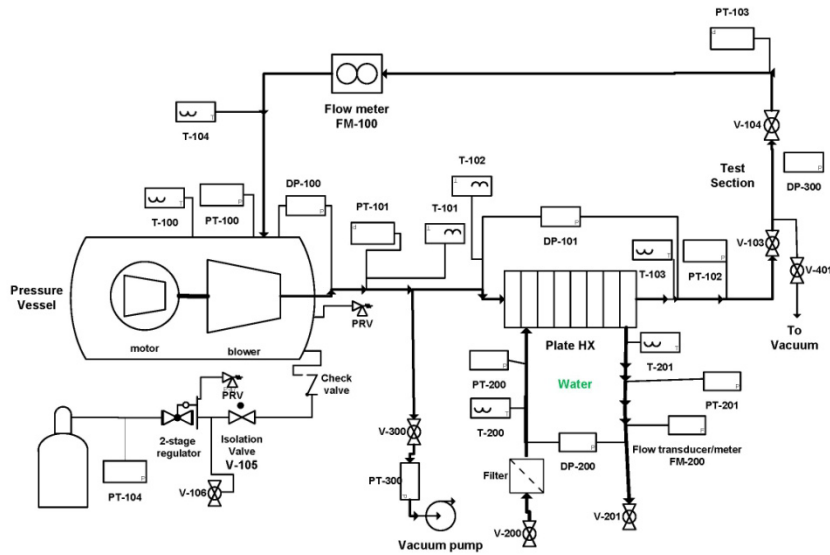 PT-103
Flow meter
FM-100
T-104
V-104
T-102
Test
Section
DP-300
T-100
PT-100
DP-100
PT-101
T-101
DP-101
V-103
T-103
PT-102
V-401
Pressure
Vessel
motor
blower
PRV
Plate HX
To
Vacuum
Check
valve
PRV
T-201
PT-200
Water
PT-201
2-stage
regulator
Isolation
Valve
V-105
V-300
T-200
Flow transducer/meter
FM-200
PT-104
V-106
PT-300
Filter
DP-200
V-200
V-201
Vacuum pump